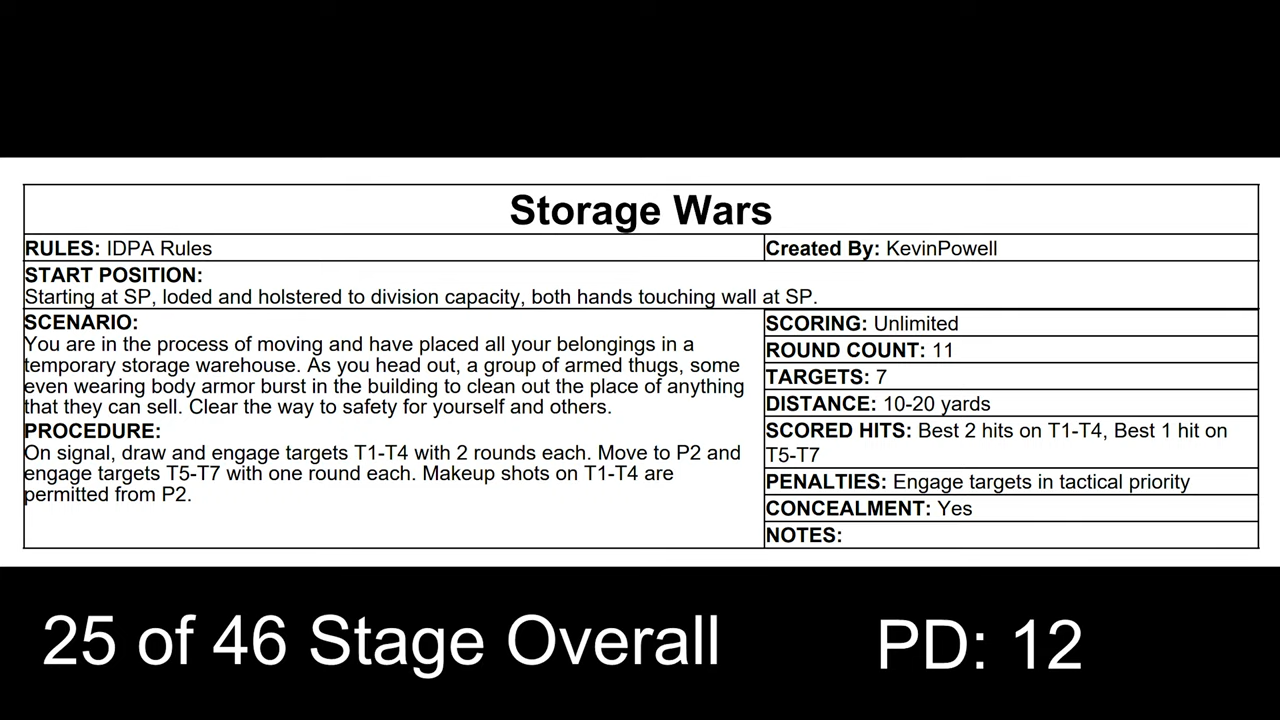 Storage Wars
RULES: IDPA Rules
Created By: KevinPowell
START POSITION:
Starting at SP, loded and holstered to division capacity, both hands touching wall at SP.
SCENARIO:
You are in the process of moving and have placed all your belongings in a
temporary storage warehouse. As you head out, a group of armed thugs, some
even wearing body armor burst in the building to clean out the place of anything
that they can sell. Clear the way to safety for yourself and others.
PROCEDURE:
On signal, draw and engage targets T1-T4 with 2 rounds each. Move to P2 and
engage targets T5-T7 with one round each. Makeup shots on T1-T4 are
permitted from P2.
SCORING: Unlimited
ROUND COUNT: 11
TARGETS: 7
DISTANCE: 10-20 yards
SCORED HITS: Best 2 hits on T1-T4, Best 1 hit on
T5-T7
PENALTIES: Engage targets in tactical priority
CONCEALMENT: Yes
NOTES:
25 of 46 Stage Overall
PD: 12